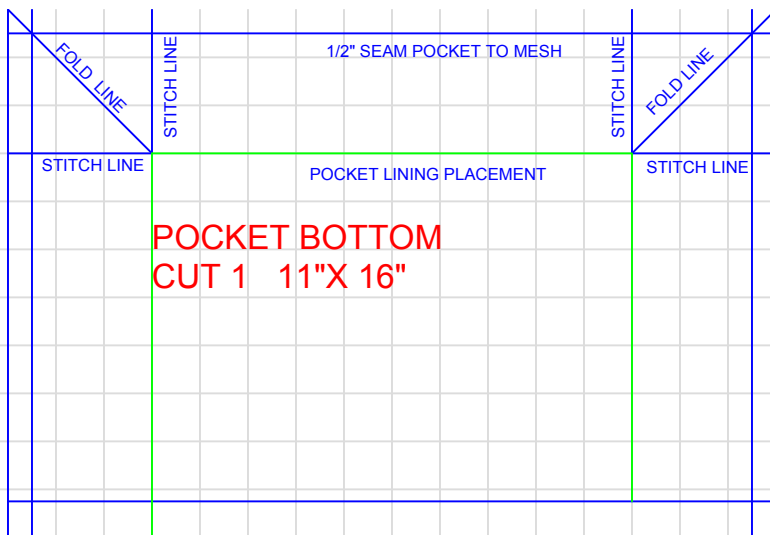 1/2" SEAM POCKET TO MESH
FOLD LINE
STITCH LINE
STITCH LINE
FOLD LINE
STITCH LINE
POCKET LINING PLACEMENT
STITCH LINE
POCKET BOTTOM
CUT 1 11"X 16"